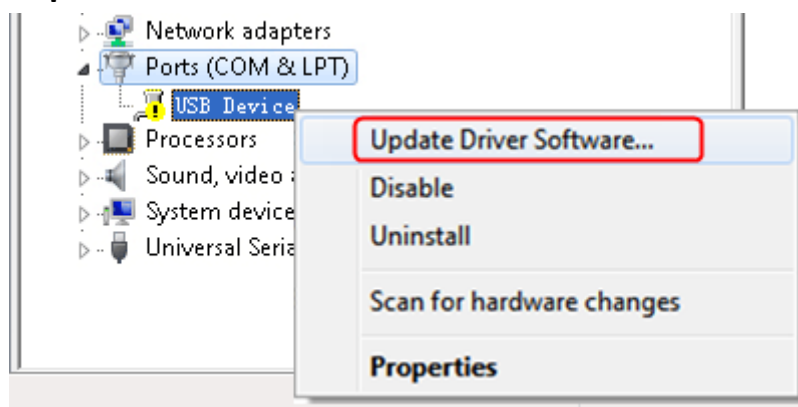 Network adapters
Ports (COM & LPT)
USB Device
Update Driver Software...
Processors
Sound, video
Disable
System device
Uninstall
Universal Seria
Scan for hardware changes
Properties